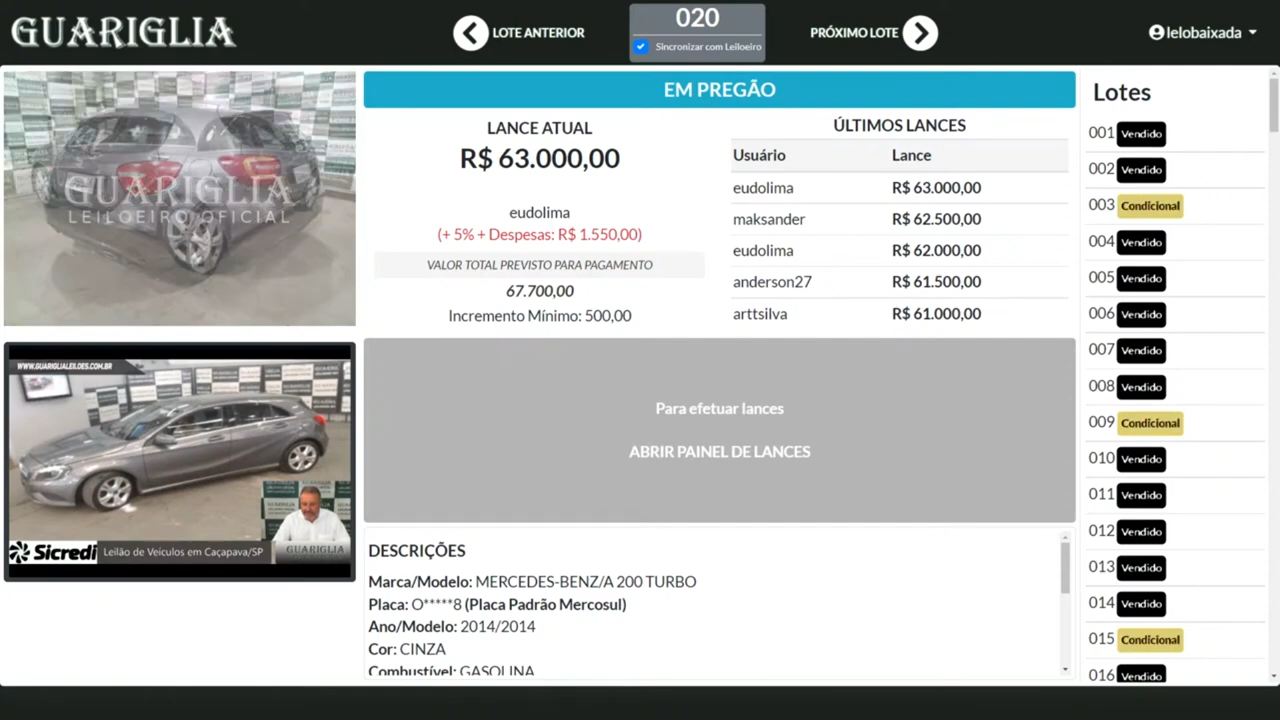 GUARIGLIA
LOTE ANTERIOR
020
Sincronizar com Leiloeiro
PRÓXIMO LOTE
lelobaixada
GUARIGLIA
LEILOEIRO OFICIAL
WWW.GUARIGLIALEILOES.COM.BR
GUARIGLIA
Sicredi
Leilão de Veículos em Caçapava/SP
GUARIGLIA
EM PREGÃO
LANCE ATUAL
R$ 63.000,00
eudolima
(+ 5% + Despesas: R$ 1.550,00)
VALOR TOTAL PREVISTO PARA PAGAMENTO
67.700,00
Incremento Mínimo: 500,00
ÚLTIMOS LANCES
Usuário Lance
eudolima R$ 63.000,00
maksander R$ 62.500,00
eudolima R$ 62.000,00
anderson27 R$ 61.500,00
arttsilva R$ 61.000,00
Para efetuar lances
ABRIR PAINEL DE LANCES
DESCRIÇÕES
Marca/Modelo: MERCEDES-BENZ/A 200 TURBO
Placa: O*****8 (Placa Padrão Mercosul)
Ano/Modelo: 2014/2014
Cor: CINZA
Combustível: GASOLINA
Lotes
001 Vendido
002 Vendido
003 Condicional
004 Vendido
005 Vendido
006 Vendido
007 Vendido
008 Vendido
009 Condicional
010 Vendido
011 Vendido
012 Vendido
013 Vendido
014 Vendido
015 Condicional
016 Vendido